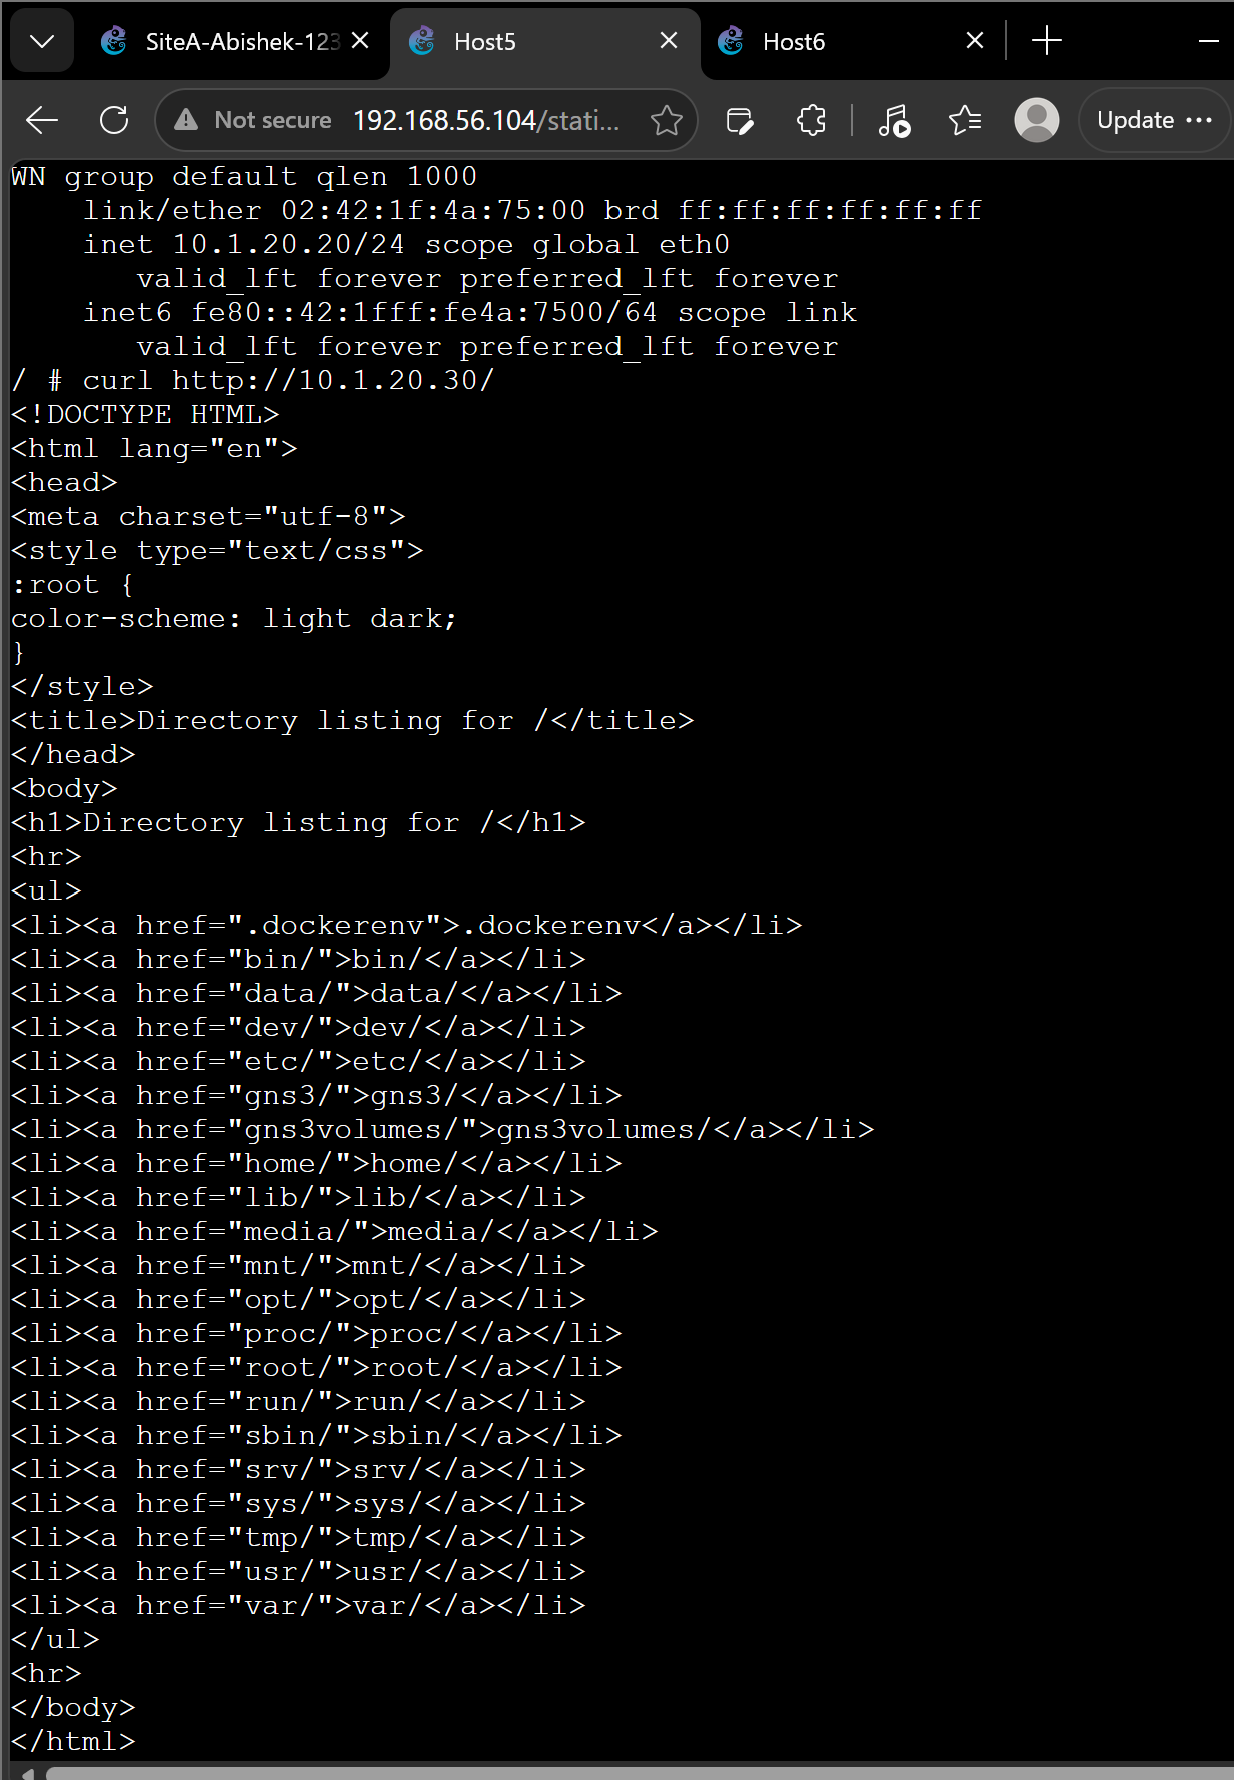 SiteA-Abishek-123
Host5
Host6
Not secure 192.168.56.104/stati...
Update
WN group default qlen 1000
    link/ether 02:42:1f:4a:75:00 brd ff:ff:ff:ff:ff:ff
    inet 10.1.20.20/24 scope global eth0
       valid_lft forever preferred_lft forever
    inet6 fe80::42:1fff:fe4a:7500/64 scope link
       valid_lft forever preferred_lft forever
/ # curl http://10.1.20.30/
<!DOCTYPE HTML>
<html lang="en">
<head>
<meta charset="utf-8">
<style type="text/css">
:root {
color-scheme: light dark;
}
</style>
<title>Directory listing for /</title>
</head>
<body>
<h1>Directory listing for /</h1>
<hr>
<ul>
<li><a href=".dockerenv">.dockerenv</a></li>
<li><a href="bin/">bin/</a></li>
<li><a href="data/">data/</a></li>
<li><a href="dev/">dev/</a></li>
<li><a href="etc/">etc/</a></li>
<li><a href="gns3/">gns3/</a></li>
<li><a href="gns3volumes/">gns3volumes/</a></li>
<li><a href="home/">home/</a></li>
<li><a href="lib/">lib/</a></li>
<li><a href="media/">media/</a></li>
<li><a href="mnt/">mnt/</a></li>
<li><a href="opt/">opt/</a></li>
<li><a href="proc/">proc/</a></li>
<li><a href="root/">root/</a></li>
<li><a href="run/">run/</a></li>
<li><a href="sbin/">sbin/</a></li>
<li><a href="srv/">srv/</a></li>
<li><a href="sys/">sys/</a></li>
<li><a href="tmp/">tmp/</a></li>
<li><a href="usr/">usr/</a></li>
<li><a href="var/">var/</a></li>
</ul>
<hr>
</body>
</html>